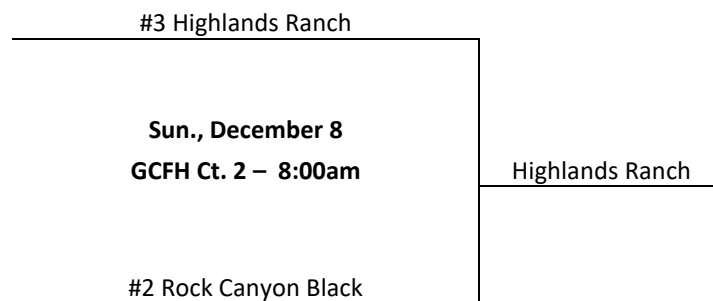 #3 Highlands Ranch
Sun., December 8
GCFH Ct. 2 – 8:00am
Highlands Ranch
#2 Rock Canyon Black